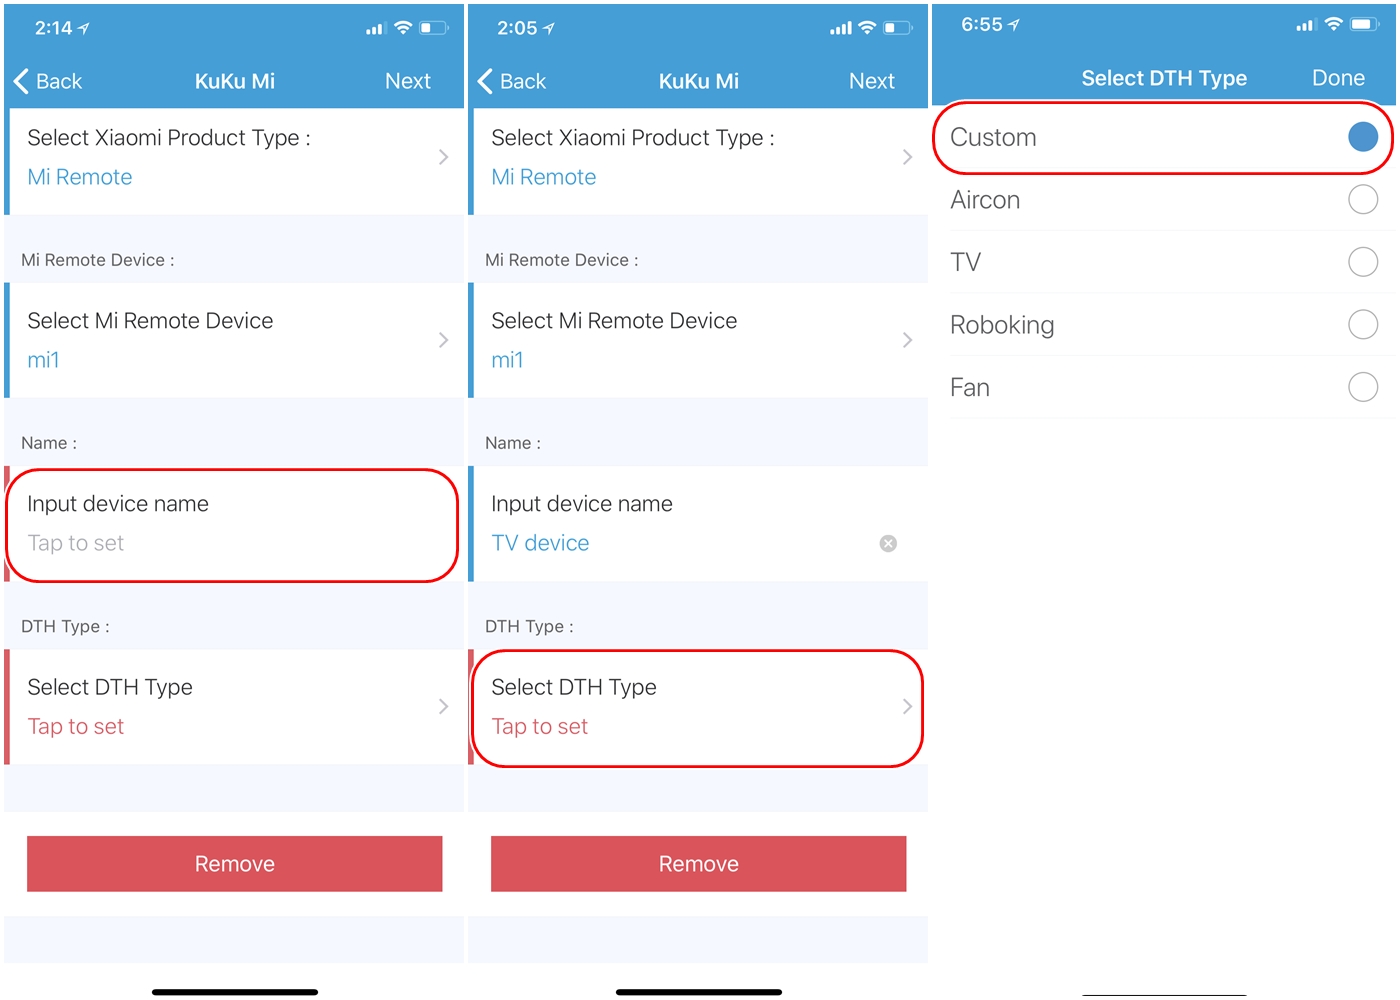 2:14
Back
KuKu Mi
Next
Select Xiaomi Product Type :
Mi Remote
Mi Remote Device :
Select Mi Remote Device
mi1
Name :
Input device name
Tap to set
DTH Type :
Select DTH Type
Tap to set
Remove
2:05
Back
KuKu Mi
Next
Select Xiaomi Product Type :
Mi Remote
Mi Remote Device :
Select Mi Remote Device
mi1
Name :
Input device name
TV device
DTH Type :
Select DTH Type
Tap to set
Remove
6:55
Select DTH Type
Done
Custom
Aircon
TV
Roboking
Fan